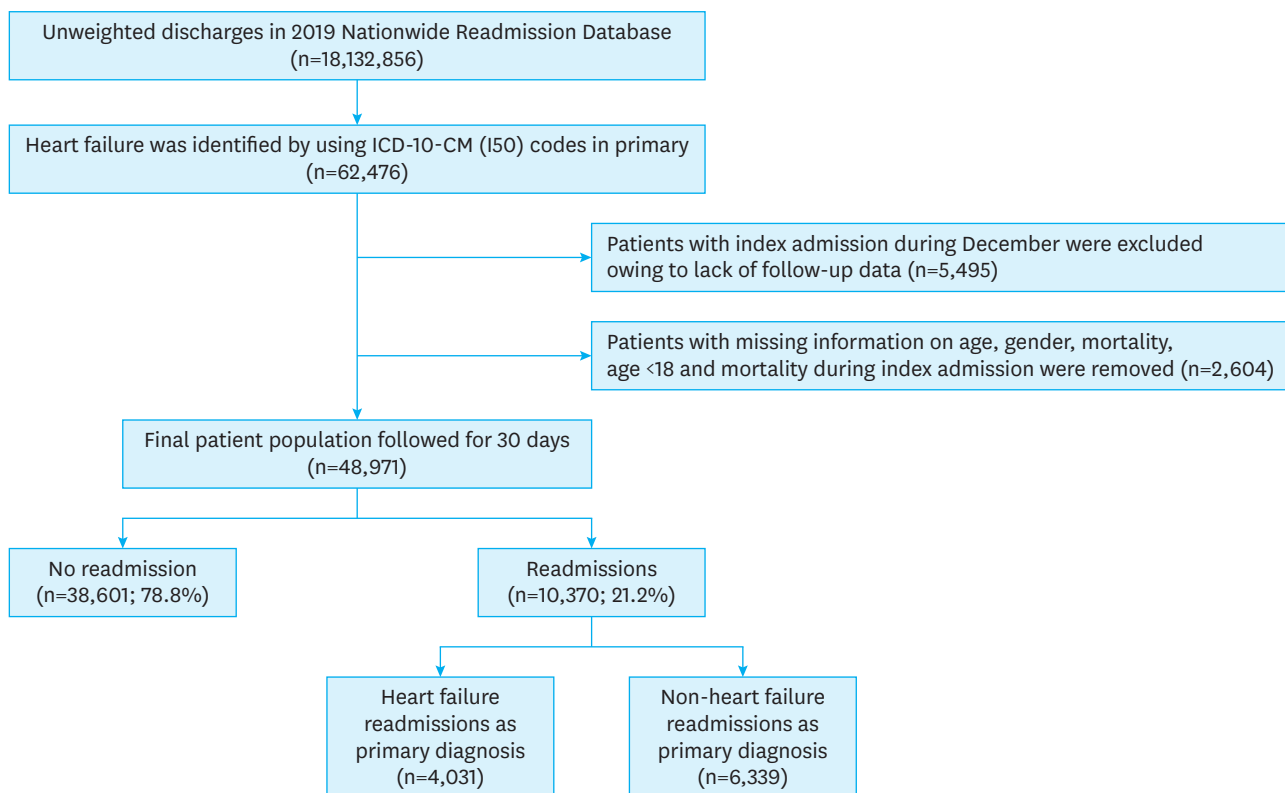 Unweighted discharges in 2019 Nationwide Readmission Database
(n=18,132,856)
Heart failure was identified by using ICD-10-CM (I50) codes in primary
(n=62,476)
Patients with index admission during December were excluded
owing to lack of follow-up data (n=5,495)
Patients with missing information on age, gender, mortality,
age <18 and mortality during index admission were removed (n=2,604)
Final patient population followed for 30 days
(n=48,971)
No readmission
(n=38,601; 78.8%)
Readmissions
(n=10,370; 21.2%)
Heart failure
readmissions as
primary diagnosis
(n=4,031)
Non-heart failure
readmissions as
primary diagnosis
(n=6,339)